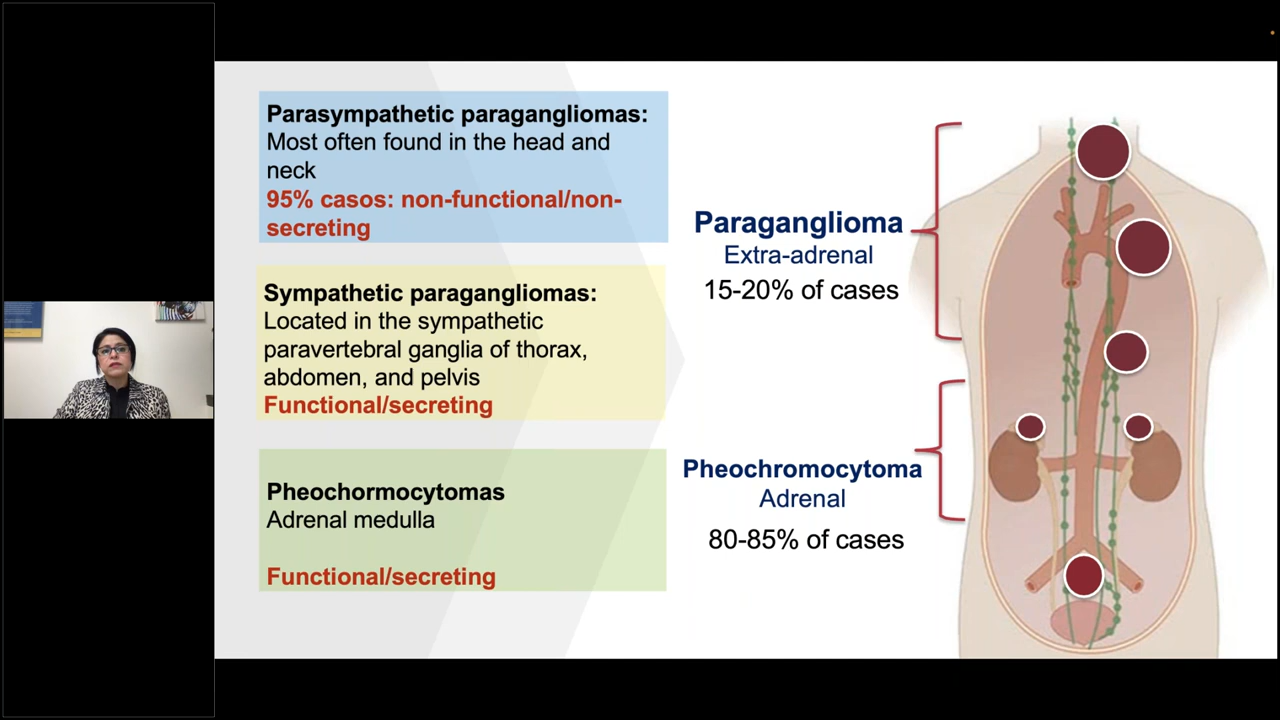 Parasympathetic paragangliomas:
Most often found in the head and
neck
95% casos: non-functional/non-
secreting
Sympathetic paragangliomas:
Located in the sympathetic
paravertebral ganglia of thorax,
abdomen, and pelvis
Functional/secreting
Pheochormocytomas
Adrenal medulla
Functional/secreting
Paraganglioma
Extra-adrenal
15-20% of cases
Pheochromocytoma
Adrenal
80-85% of cases